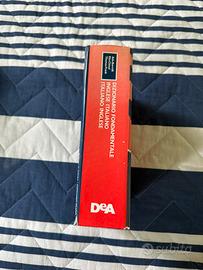 DIZIONARIO FONDAMENTALE
INGLESE ITALIANO
ITALIANO INGLESE
DeA
subito